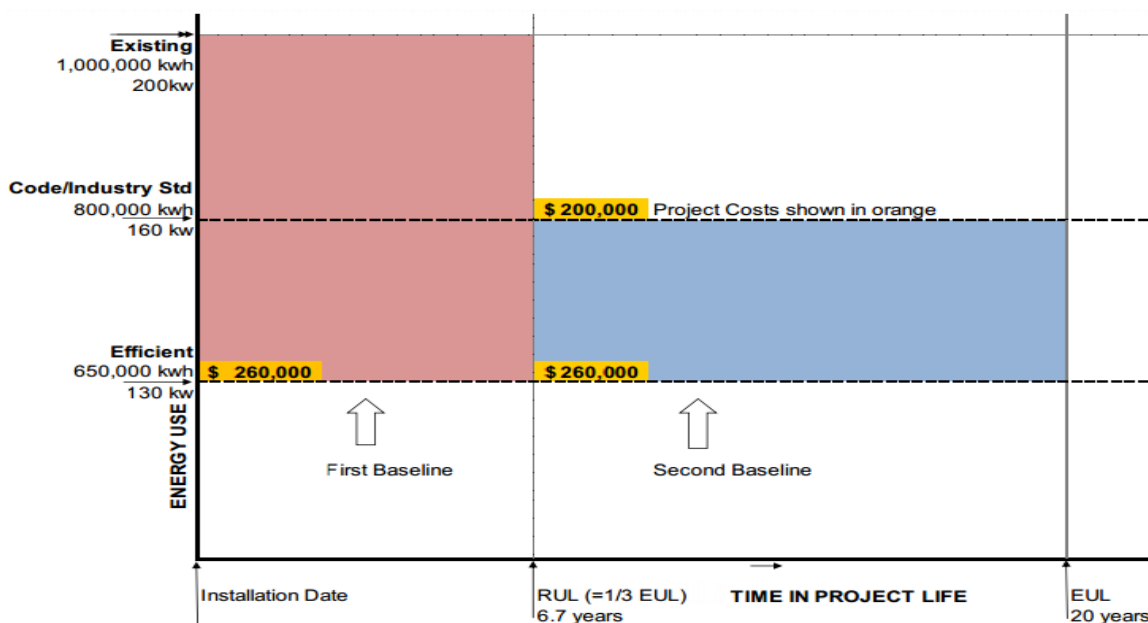 Existing
1,000,000 kwh
200kw
Code/Industry Std
800,000 kwh
160 kw
$ 200,000 Project Costs shown in orange
Efficient
650,000 kwh
130 kw
$ 260,000
$ 260,000
ENERGY USE
First Baseline
Second Baseline
Installation Date
RUL (=1/3 EUL)
6.7 years
TIME IN PROJECT LIFE
EUL
20 years